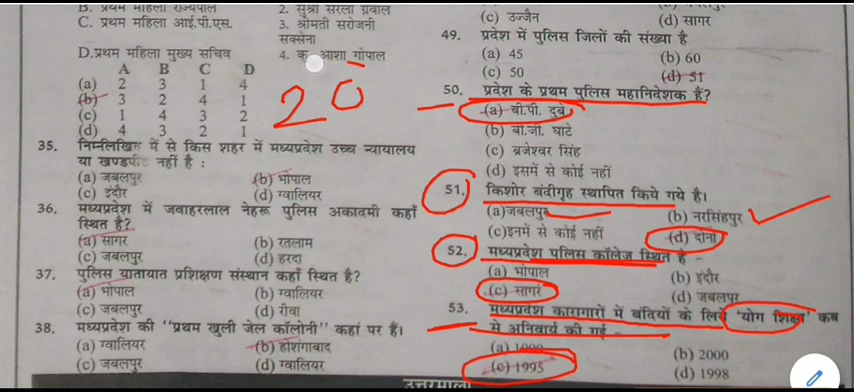 B. प्रथम महिला राज्यपाल
2. सुश्री सरला ग्रेवाल
C. प्रथम महिला आई.पी.एस.
3. श्रीमती सरोजनी
सक्सेना
D.प्रथम महिला मुख्य सचिव
4. क आशा गोपाल
A B C D
(a) 2 3 1 4
(b) 3 2 4 1
(c) 1 4 3 2
(d) 4 3 2 1
20
35. निम्नलिखित में से किस शहर में मध्यप्रदेश उच्च न्यायालय
या खण्डपीठ नहीं है :
(a) जबलपुर (b) भोपाल
(c) इंदौर (d) ग्वालियर
36. मध्यप्रदेश में जवाहरलाल नेहरू पुलिस अकादमी कहाँ
स्थित है?
(a) सागर (b) रतलाम
(c) जबलपुर (d) हरदा
37. पुलिस यातायात प्रशिक्षण संस्थान कहाँ स्थित है?
(a) भोपाल (b) ग्वालियर
(c) जबलपुर (d) रीवा
38. मध्यप्रदेश की ''प्रथम खुली जेल कॉलोनी'' कहां पर हैं।
(a) ग्वालियर (b) होशंगाबाद
(c) जबलपुर (d) ग्वालियर
(c) उज्जैन (d) सागर
49. प्रदेश में पुलिस जिलों की संख्या है
(a) 45 (b) 60
(c) 50 (d) 51
50. प्रदेश के प्रथम पुलिस महानिदेशक हैं?
(a) बी.पी. दुबे
(b) बी.जी. घाटे
(c) ब्रजेश्वर सिंह
(d) इसमें से कोई नहीं
51. किशोर बंदीगृह स्थापित किये गये है।
(a)जबलपुर (b) नरसिंहपुर
(c)इनमें से कोई नहीं (d) दोनों
52. मध्यप्रदेश पुलिस कॉलेज स्थित है -
(a) भोपाल (b) इंदौर
(c) सागर (d) जबलपुर
53. मध्यप्रदेश कारागारों में बंदियों के लिये 'योग शिक्षा' कब
से अनिवार्य की गई -
(a) (b) 2000
(c) 1995 (d) 1998
उत्तरमाला